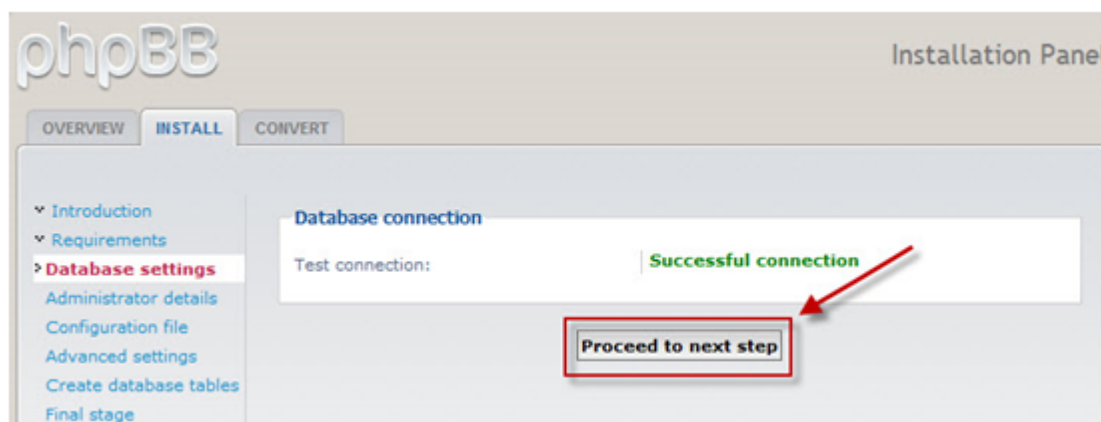 phpBB
Installation Pane
OVERVIEW INSTALL CONVERT
Introduction
Requirements
Database settings
Administrator details
Configuration file
Advanced settings
Create database tables
Final stage
Database connection
Test connection: Successful connection
Proceed to next step